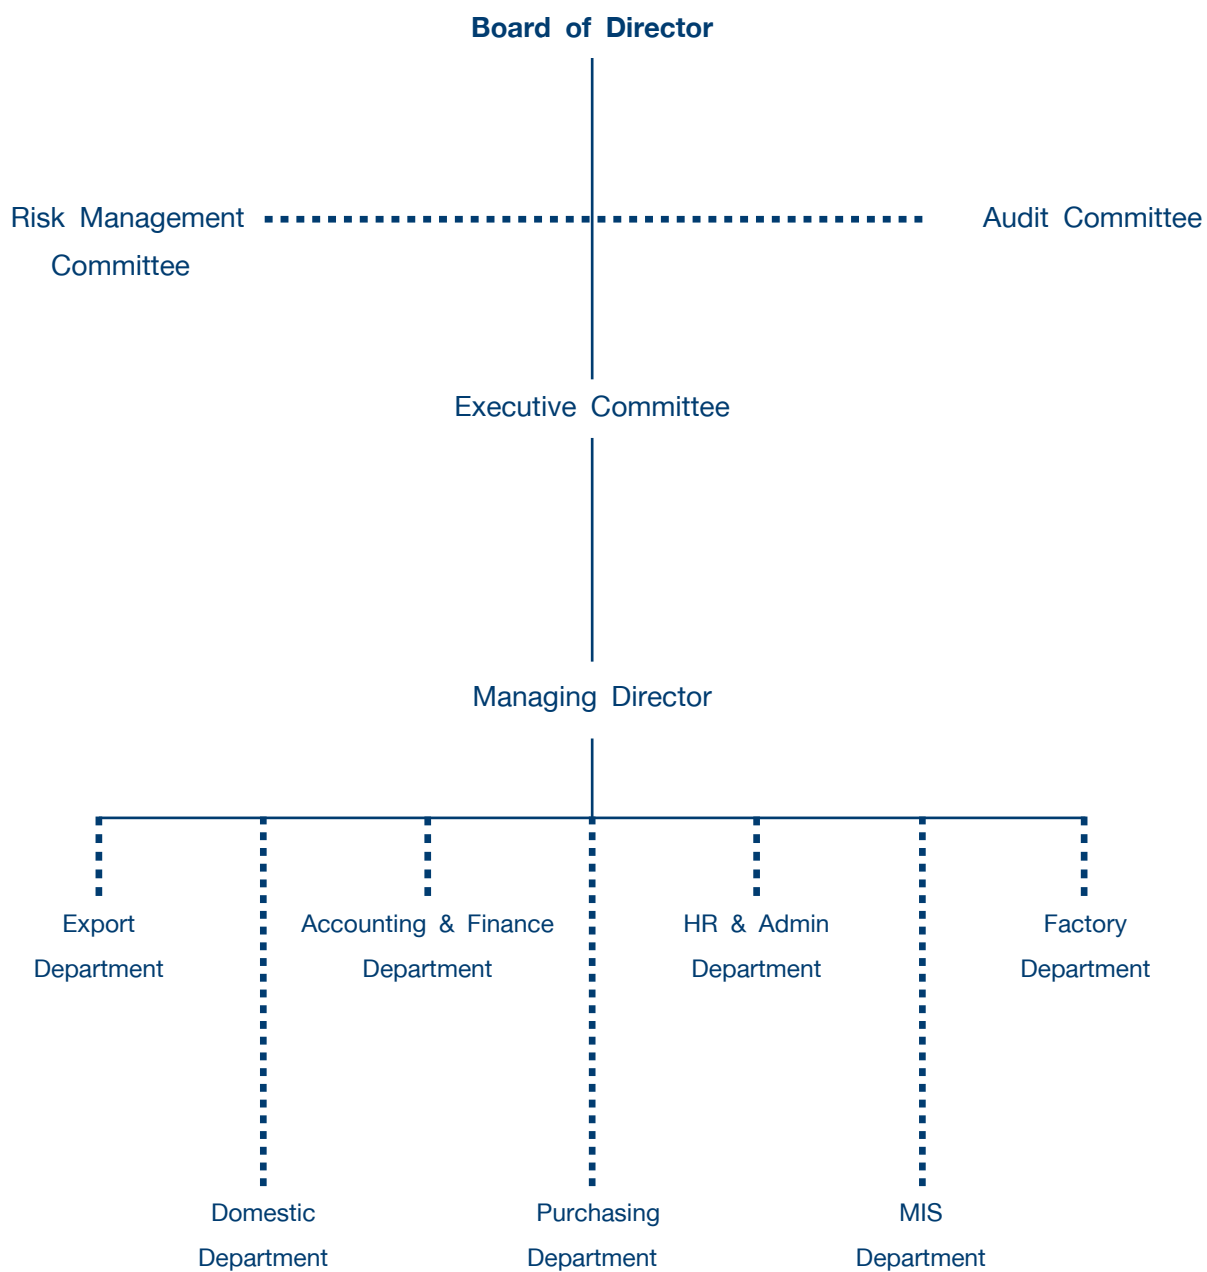 Board of Director
Risk Management
Committee
Audit Committee
Executive Committee
Managing Director
Export
Department
Accounting & Finance
Department
HR & Admin
Department
Factory
Department
Domestic
Department
Purchasing
Department
MIS
Department